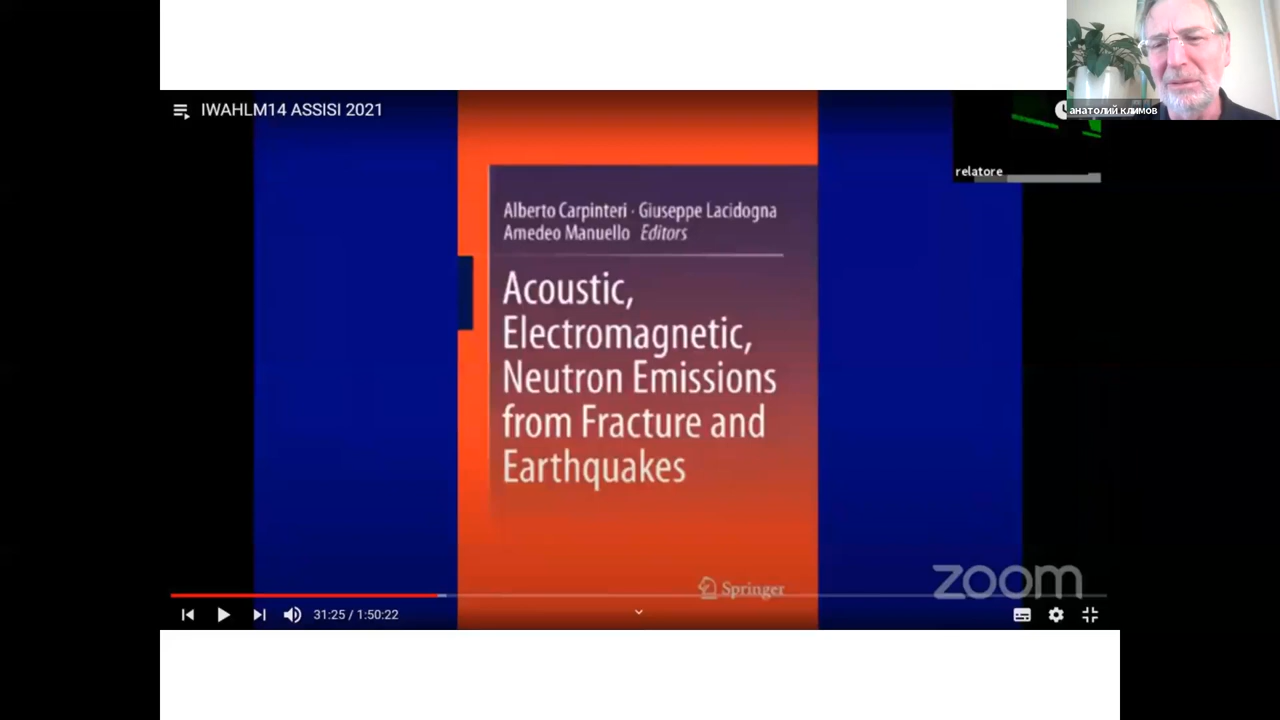 анатолий климов
IWAHLM14 ASSISI 2021
relatore
Alberto Carpinteri · Giuseppe Lacidogna
Amedeo Manuello Editors
Acoustic,
Electromagnetic,
Neutron Emissions
from Fracture and
Earthquakes
Springer
zoom
31:25 / 1:50:22